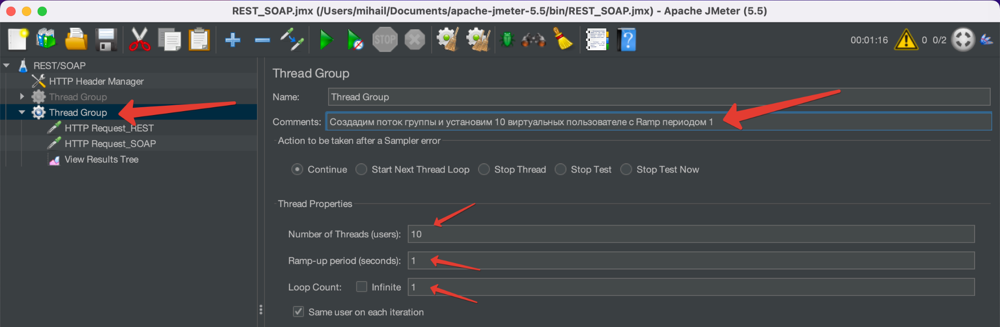 REST_SOAP.jmx (/Users/mihail/Documents/apache-jmeter-5.5/bin/REST_SOAP.jmx) - Apache JMeter (5.5)
STOP
?
00:01:16
0 0/2
REST/SOAP
HTTP Header Manager
Thread Group
Thread Group
HTTP Request_REST
HTTP Request_SOAP
View Results Tree
Thread Group
Name: Thread Group
Comments: Создадим поток группы и установим 10 виртуальных пользователе с Ramp периодом 1
Action to be taken after a Sampler error
Continue Start Next Thread Loop Stop Thread Stop Test Stop Test Now
Thread Properties
Number of Threads (users): 10
Ramp-up period (seconds): 1
Loop Count: Infinite 1
Same user on each iteration